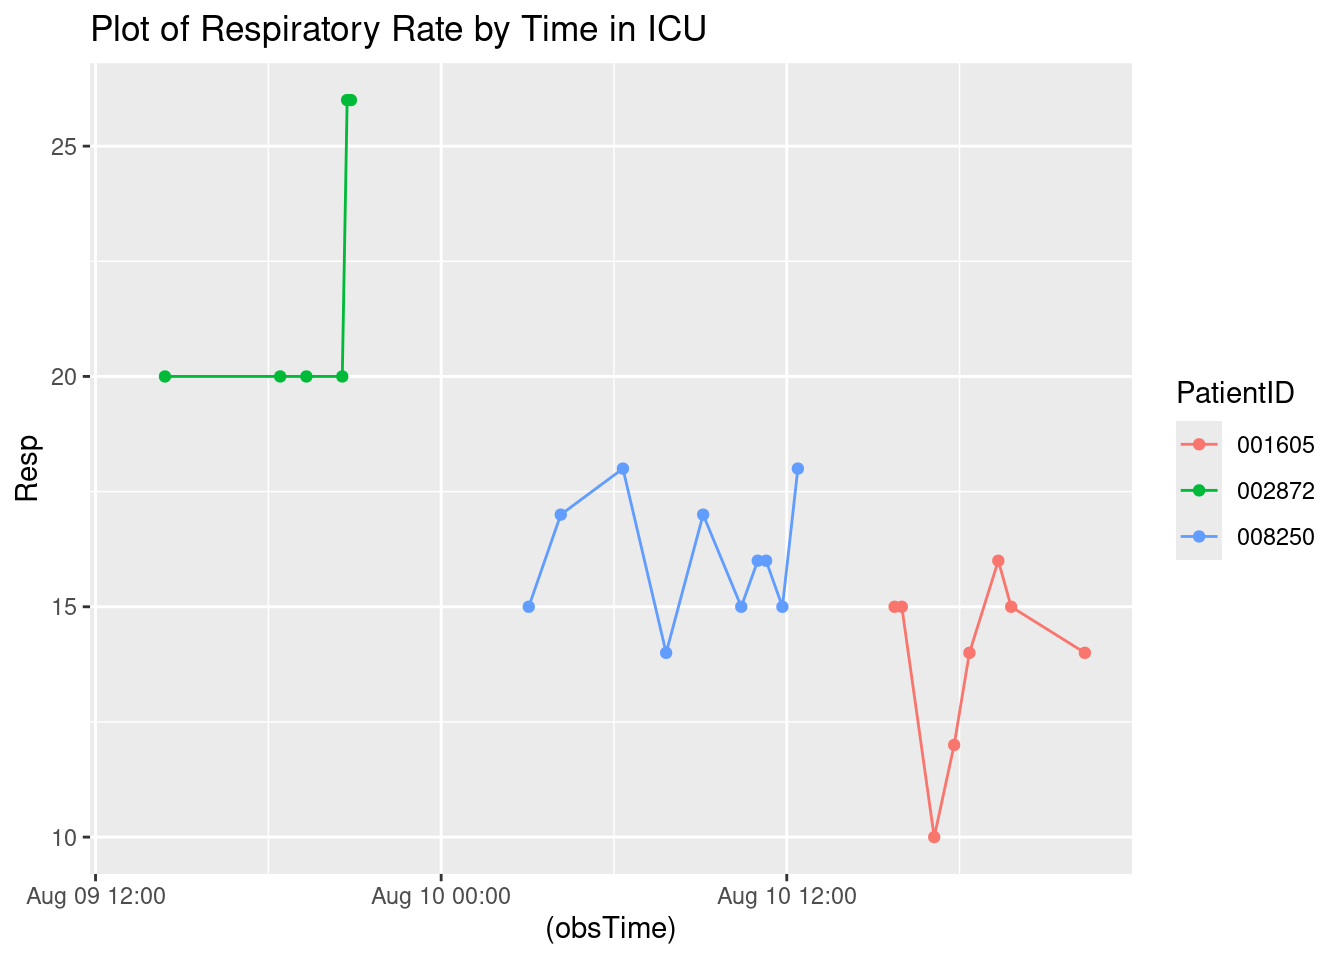 Plot of Respiratory Rate by Time in ICU
25
20
15
10
Resp
Aug 09 12:00
Aug 10 00:00
Aug 10 12:00
(obsTime)
PatientID
001605
002872
008250